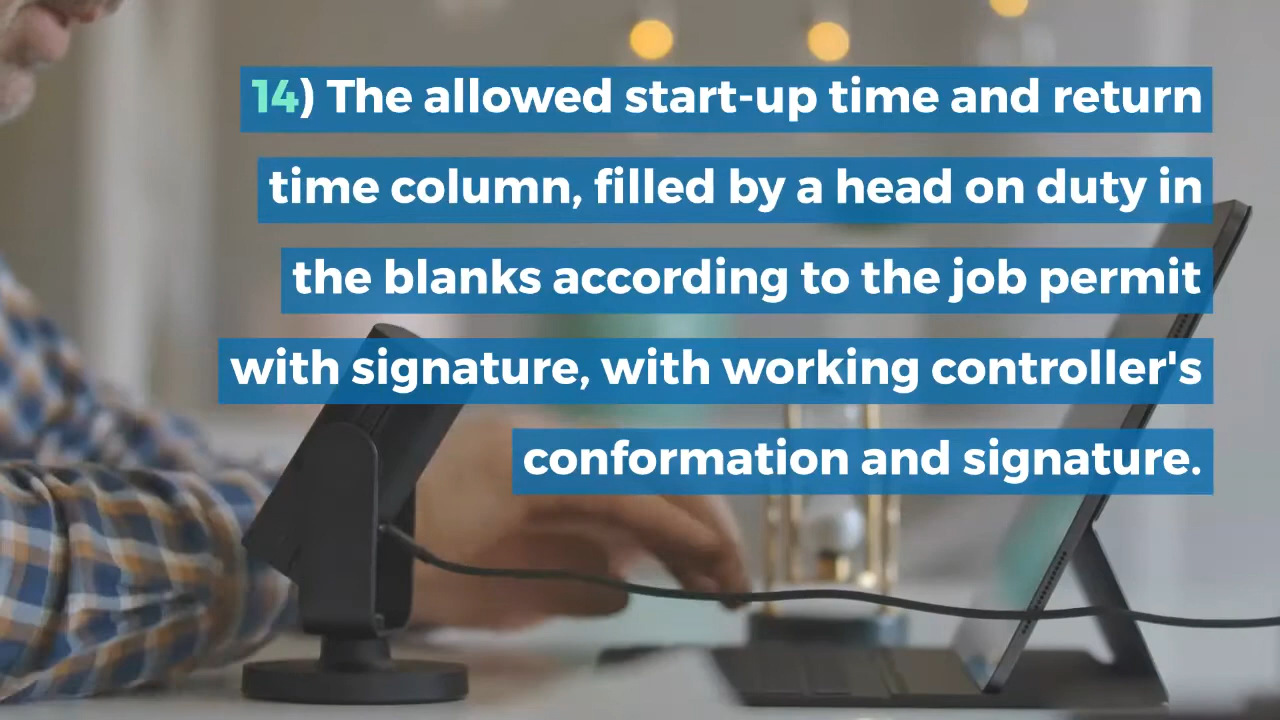 14) The allowed start-up time and return
time column, filled by a head on duty in
the blanks according to the job permit
with signature, with working controller's
conformation and signature.